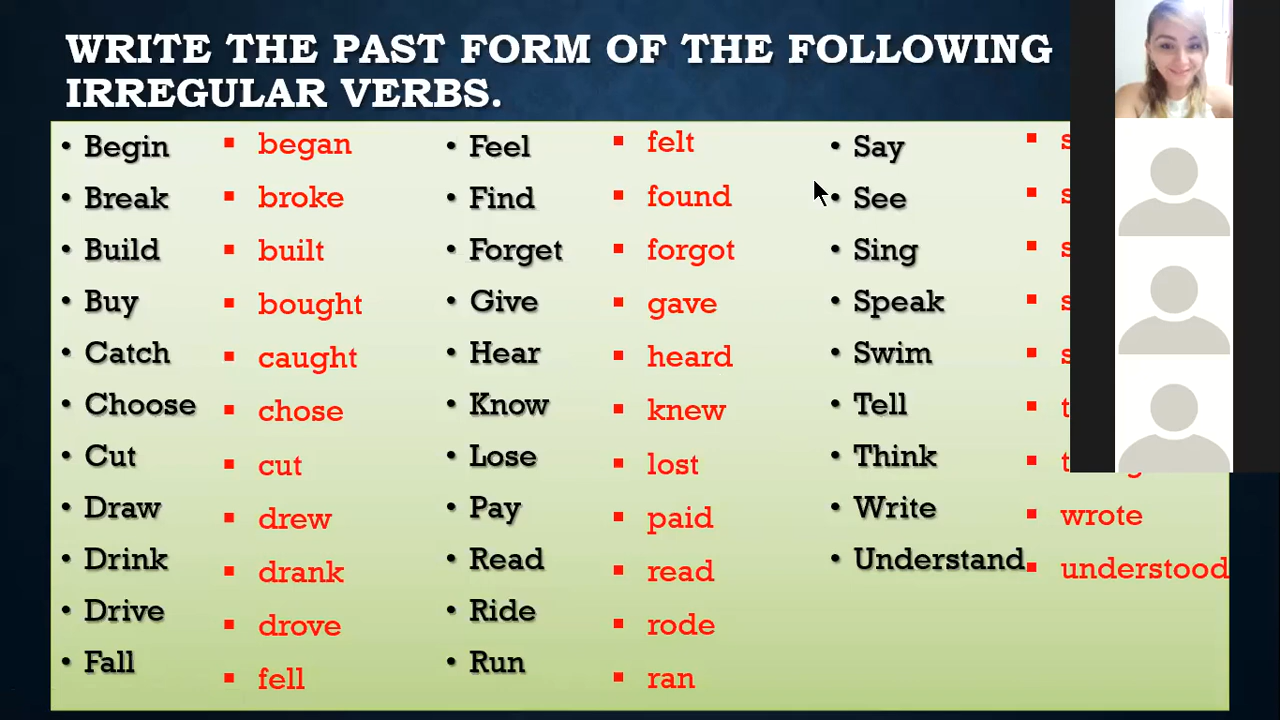 WRITE THE PAST FORM OF THE FOLLOWING
IRREGULAR VERBS.
Begin
Break
Build
Buy
Catch
Choose
Cut
Draw
Drink
Drive
Fall
began
broke
built
bought
caught
chose
cut
drew
drank
drove
fell
Feel
Find
Forget
Give
Hear
Know
Lose
Pay
Read
Ride
Run
felt
found
forgot
gave
heard
knew
lost
paid
read
rode
ran
Say
See
Sing
Speak
Swim
Tell
Think
Write
Understand
wrote
understood